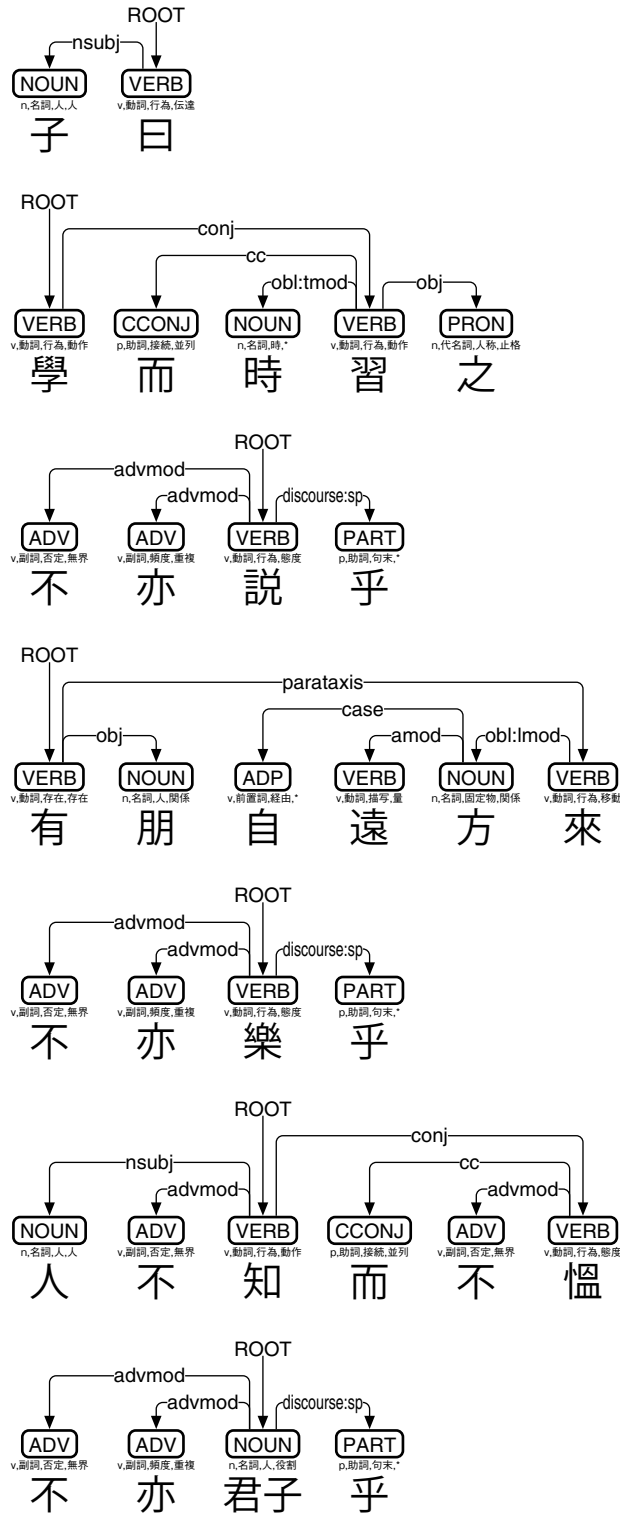 ROOT
nsubj
NOUN VERB
n,名詞,人,人 v,動詞,行為,伝達
子 曰
ROOT
conj
cc
obl:tmod obj
VERB CCONJ NOUN VERB PRON
v,動詞,行為,動作 p,助詞,接続,並列 n,名詞,時,* v,動詞,行為,動作 n,代名詞,人称,止格
學 而 時 習 之
ROOT
advmod
advmod discourse:sp
ADV ADV VERB PART
v,副詞,否定,無界 v,副詞,頻度,重複 v,動詞,行為,態度 p,助詞,句末,*
不 亦 説 乎
ROOT
parataxis
case
obj amod obl:lmod
VERB NOUN ADP VERB NOUN VERB
v,動詞,存在,存在 n,名詞,人,関係 v,前置詞,経由,* v,動詞,描写,量 n,名詞,固定物,関係 v,動詞,行為,移動
有 朋 自 遠 方 來
ROOT
advmod
advmod discourse:sp
ADV ADV VERB PART
v,副詞,否定,無界 v,副詞,頻度,重複 v,動詞,行為,態度 p,助詞,句末,*
不 亦 樂 乎
ROOT
conj
nsubj cc
advmod advmod
NOUN ADV VERB CCONJ ADV VERB
n,名詞,人,人 v,副詞,否定,無界 v,動詞,行為,動作 p,助詞,接続,並列 v,副詞,否定,無界 v,動詞,行為,態度
人 不 知 而 不 慍
ROOT
advmod
advmod discourse:sp
ADV ADV NOUN PART
v,副詞,否定,無界 v,副詞,頻度,重複 n,名詞,人,役割 p,助詞,句末,*
不 亦 君子 乎